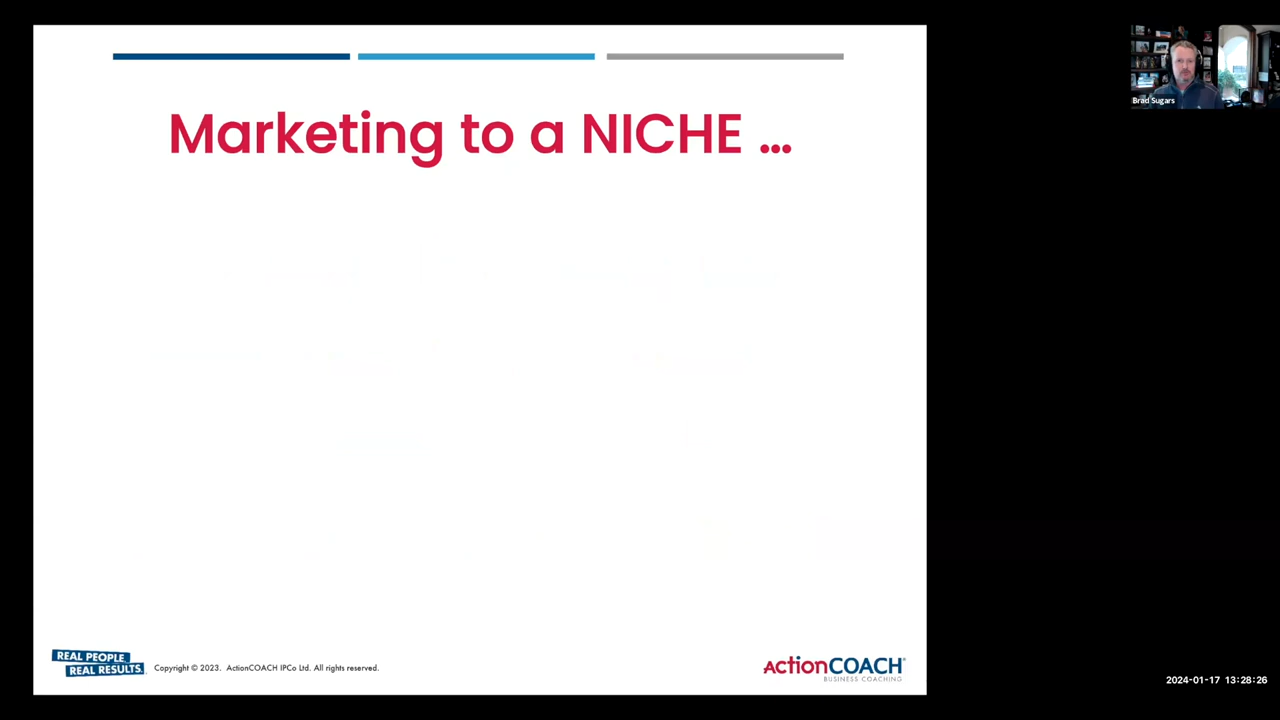 Marketing to a NICHE ...
Brad Sugars
REAL PEOPLE
REAL RESULTS.
Copyright © 2023. ActionCOACH IPCo Ltd. All rights reserved.
actionCOACH®
BUSINESS COACHING
2024-01-17 13:28:26